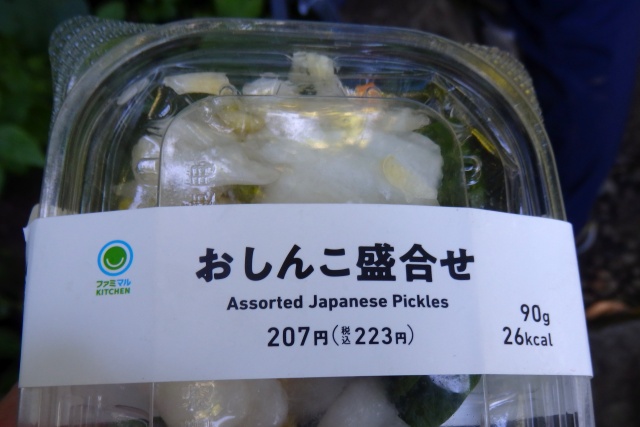 ファミマル
KITCHEN
おしんこ盛合せ
Assorted Japanese Pickles
207円(税込223円)
90g
26kcal